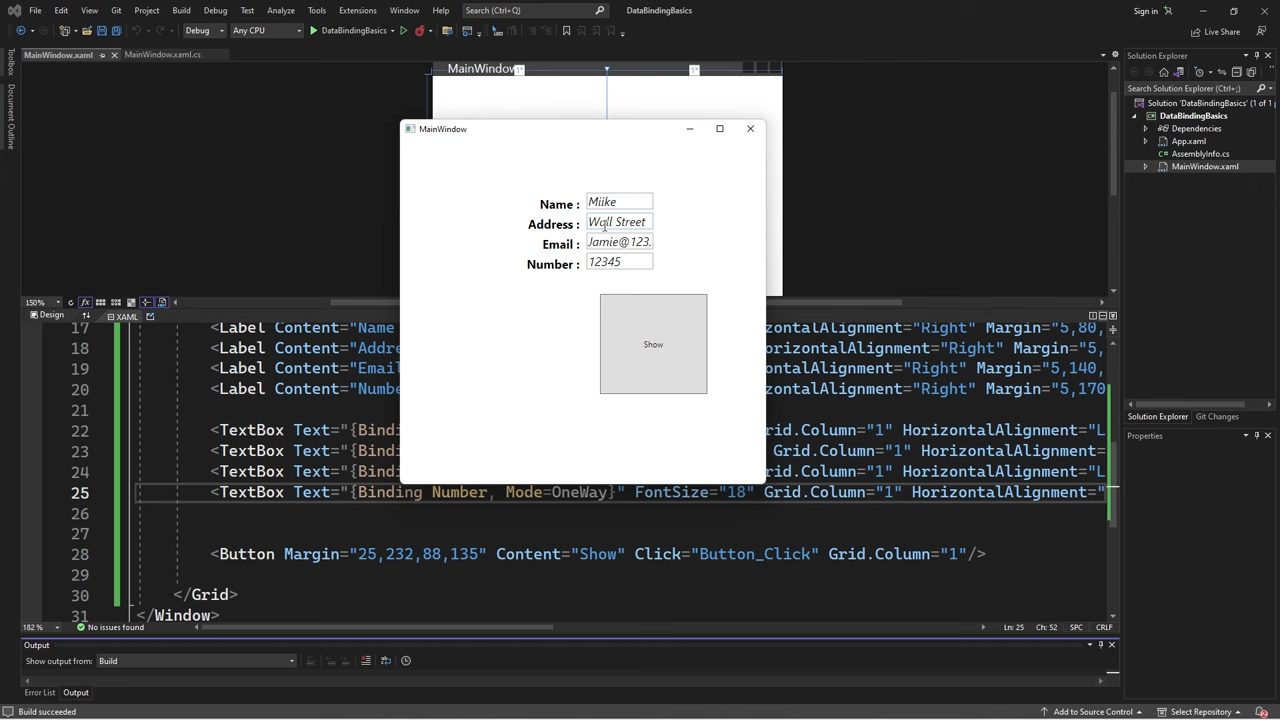 File Edit View Git Project Build Debug Test Analyze Tools Extensions Window Help Search (Ctrl+Q) DataBindingBasics Sign in
Debug Any CPU DataBindingBasics Live Share
MainWindow.xaml MainWindow.xaml.cs
Toolbox
Document Outline
MainWindow
1*
1*
MainWindow
Name : Miike
Address : Wall Street
Email : Jamie@123.
Number : 12345
Show
150%
Design XAML
17 <Label Content="Name HorizontalAlignment="Right" Margin="5,80,
18 <Label Content="Addre orizontalAlignment="Right" Margin="5,
19 <Label Content="Email rizontalAlignment="Right" Margin="5,140,
20 <Label Content="Numbe orizontalAlignment="Right" Margin="5,170
21
22 <TextBox Text="{Bindi rid.Column="1" HorizontalAlignment="L
23 <TextBox Text="{Bindi Grid.Column="1" HorizontalAlignment=
24 <TextBox Text="{Bindi rid.Column="1" HorizontalAlignment="L
25 <TextBox Text="{Binding Number, Mode=OneWay}" FontSize="18" Grid.Column="1" HorizontalAlignment="
26
27
28 <Button Margin="25,232,88,135" Content="Show" Click="Button_Click" Grid.Column="1"/>
29
30 </Grid>
31 </Window>
182% No issues found Ln: 25 Ch: 52 SPC CRLF
Output
Show output from: Build
Error List Output
Build succeeded Add to Source Control Select Repository 2
Solution Explorer
Search Solution Explorer (Ctrl+;)
Solution 'DataBindingBasics' (1 of 1
DataBindingBasics
Dependencies
App.xaml
AssemblyInfo.cs
MainWindow.xaml
Solution Explorer Git Changes
Properties